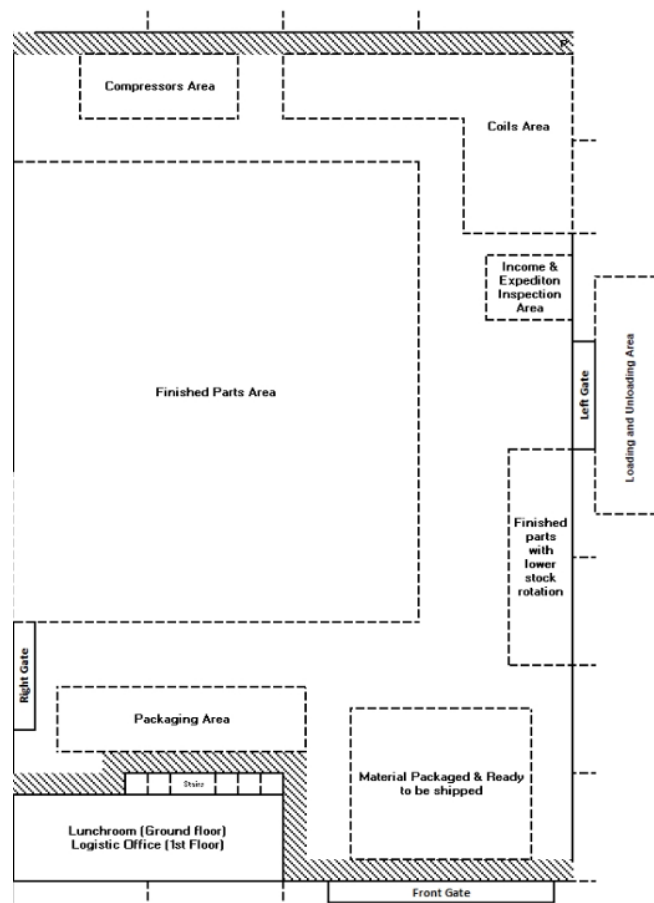 P
Compressors Area
Coils Area
Income &
Expediton
Inspection
Area
Finished Parts Area
Left Gate
Loading and Unloading Area
Finished
parts
with
lower
stock
rotation
Right Gate
Packaging Area
Material Packaged & Ready
to be shipped
Stairs
Lunchroom (Ground floor)
Logistic Office (1st Floor)
Front Gate